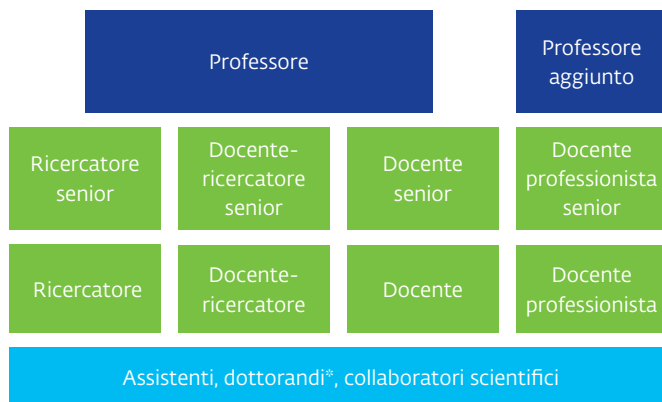 Professore
Professore
aggiunto
Ricercatore
senior
Docente-
ricercatore
senior
Docente
senior
Docente
professionista
senior
Ricercatore
Docente-
ricercatore
Docente
Docente
professionista
Assistenti, dottorandi*, collaboratori scientifici